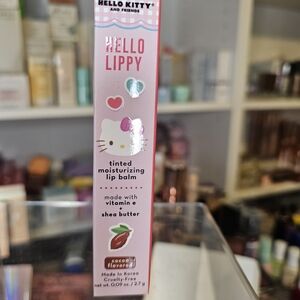 HELLO KITTY®
AND FRIENDS
HELLO
LIPPY
tinted
moisturizing
lip balm
made with
vitamin e
+
shea butter
cocoa
flavored
Made in Korea
Cruelty-Free
net wt. 0.09 oz. / 2.7 g